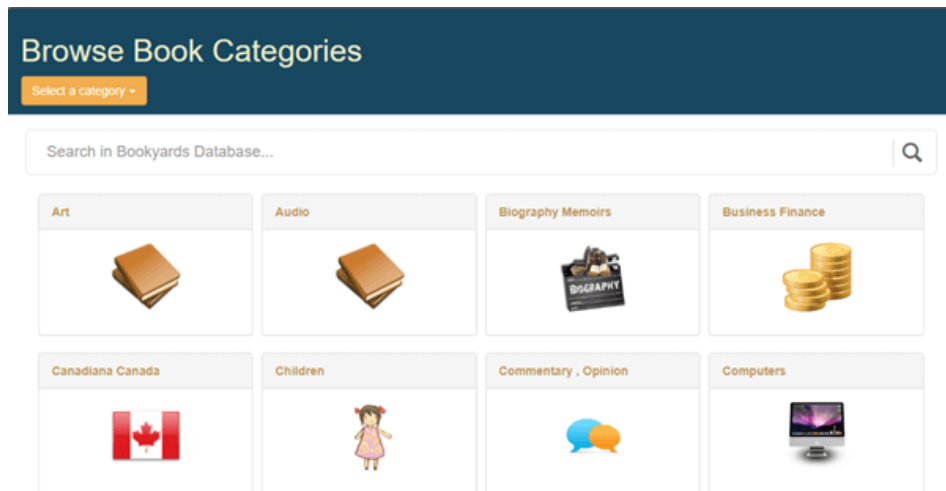 Browse Book Categories
Select a category
Search in Bookyards Database...
Art
Audio
Biography Memoirs
Business Finance
BIOGRAPHY
Canadiana Canada
Children
Commentary , Opinion
Computers